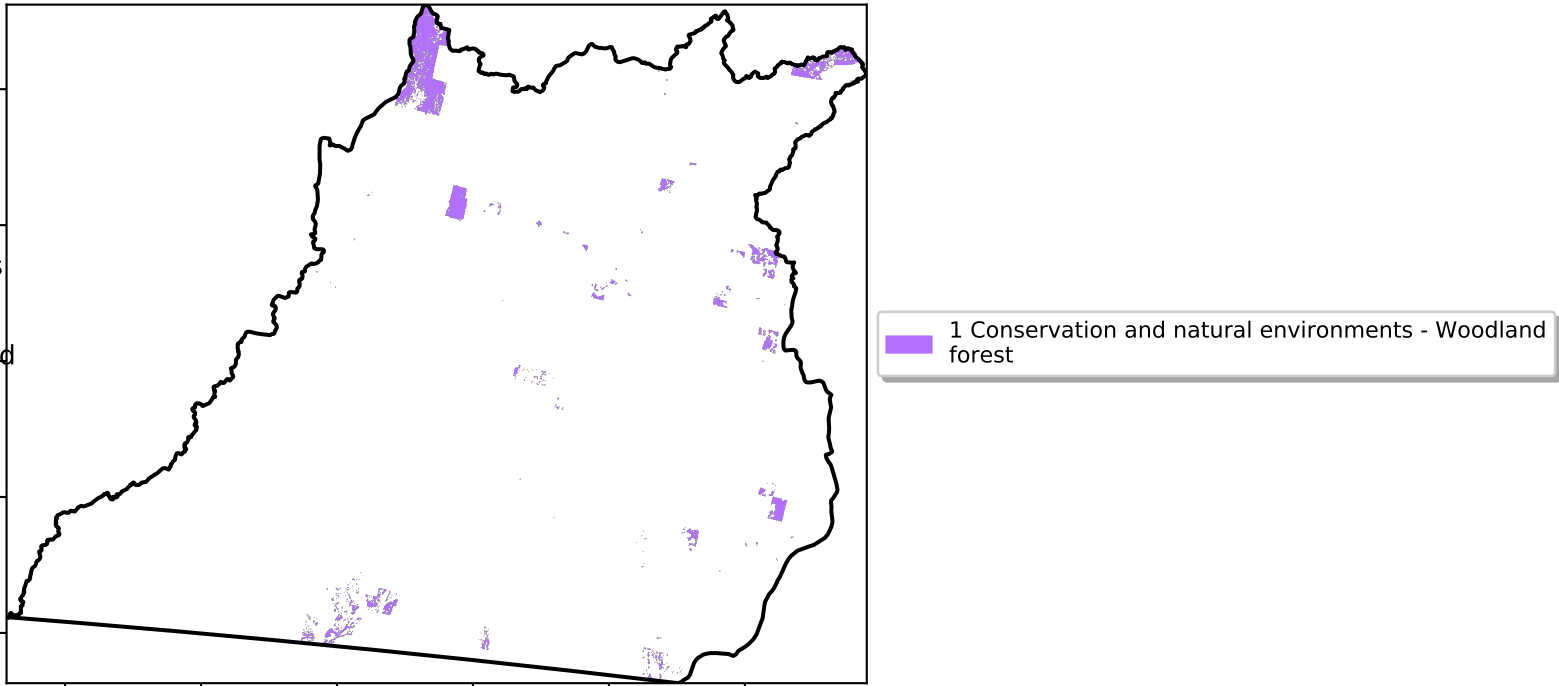 1 Conservation and natural environments - Woodland
forest
d